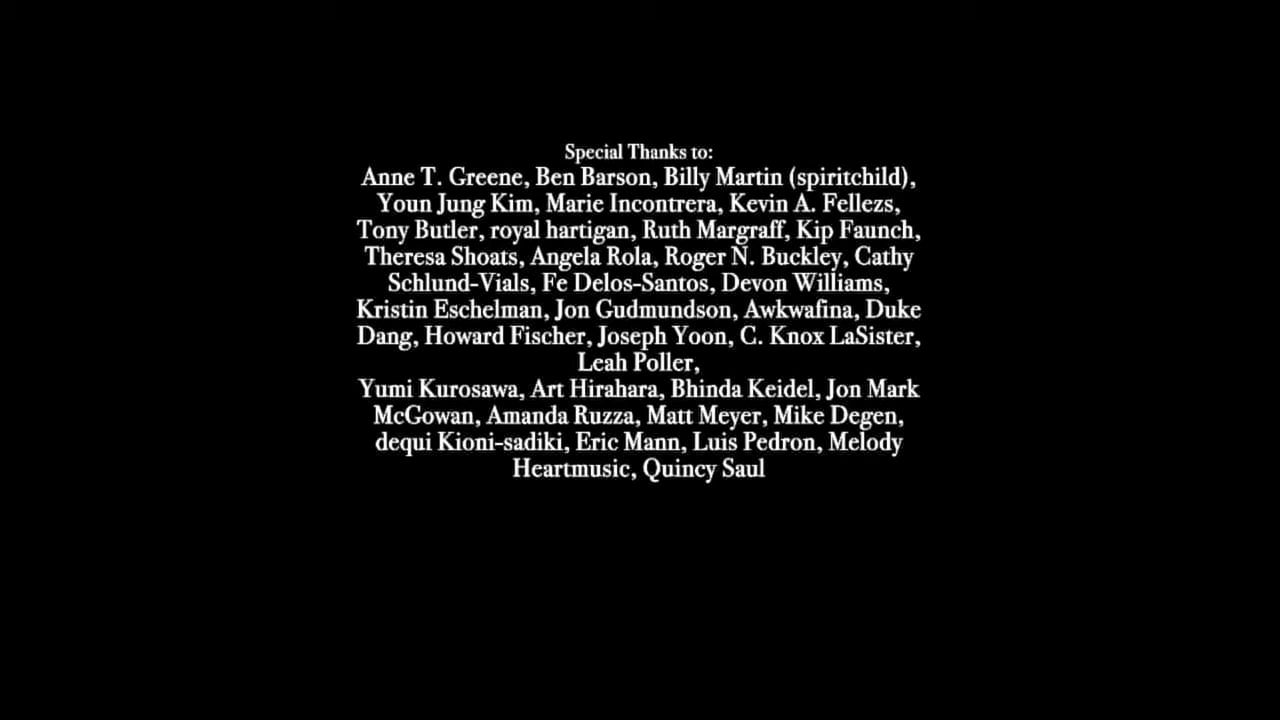 Special Thanks to:
Anne T. Greene, Ben Barson, Billy Martin (spiritchild),
Youn Jung Kim, Marie Incontrera, Kevin A. Fellezs,
Tony Butler, royal hartigan, Ruth Margraff, Kip Faunch,
Theresa Shoats, Angela Rola, Roger N. Buckley, Cathy
Schlund-Vials, Fe Delos-Santos, Devon Williams,
Kristin Eschelman, Jon Gudmundson, Awkwafina, Duke
Dang, Howard Fischer, Joseph Yoon, C. Knox LaSister,
Leah Poller,
Yumi Kurosawa, Art Hirahara, Bhinda Keidel, Jon Mark
McGowan, Amanda Ruzza, Matt Meyer, Mike Degen,
dequi Kioni-sadiki, Eric Mann, Luis Pedron, Melody
Heartmusic, Quincy Saul